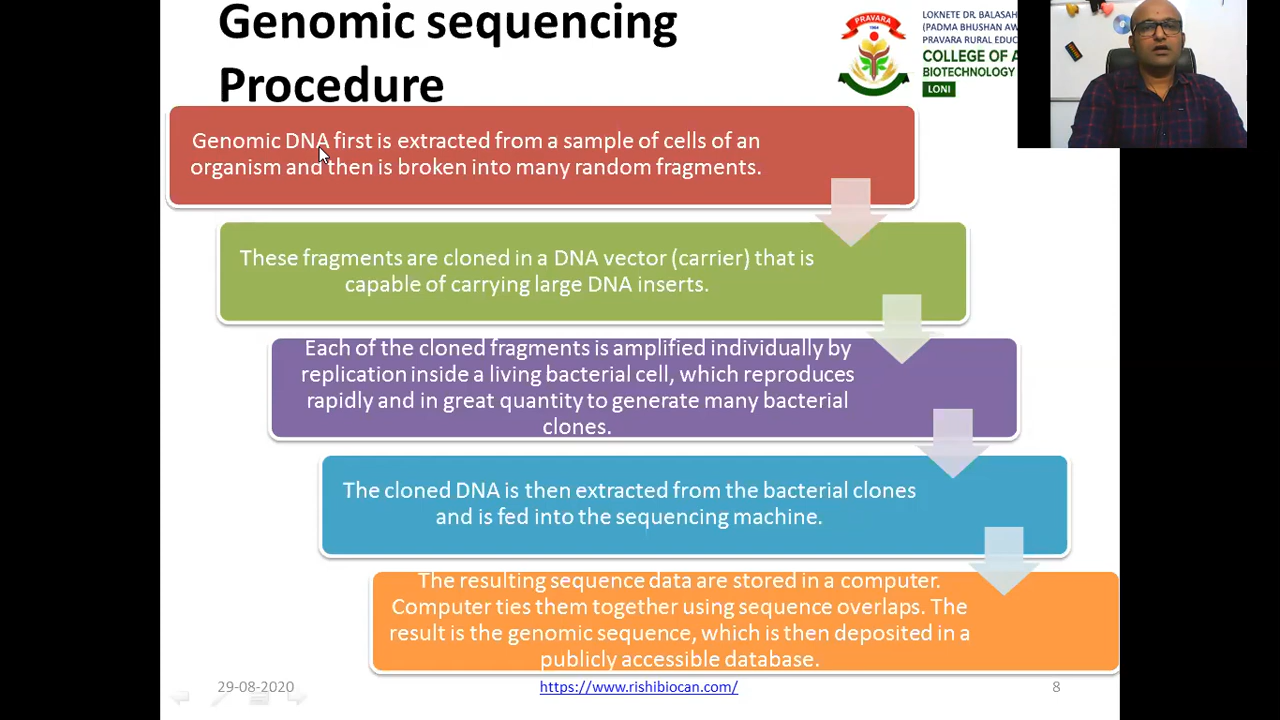 Genomic sequencing
Procedure
PRAVARA
LOKNETE DR. BALASAH
(PADMA BHUSHAN AW
PRAVARA RURAL EDUC
COLLEGE OF A
BIOTECHNOLOGY
LONI
Genomic DNA first is extracted from a sample of cells of an
organism and then is broken into many random fragments.
These fragments are cloned in a DNA vector (carrier) that is
capable of carrying large DNA inserts.
Each of the cloned fragments is amplified individually by
replication inside a living bacterial cell, which reproduces
rapidly and in great quantity to generate many bacterial
clones.
The cloned DNA is then extracted from the bacterial clones
and is fed into the sequencing machine.
The resulting sequence data are stored in a computer.
Computer ties them together using sequence overlaps. The
result is the genomic sequence, which is then deposited in a
publicly accessible database.
29-08-2020
https://www.rishibiocan.com/
8